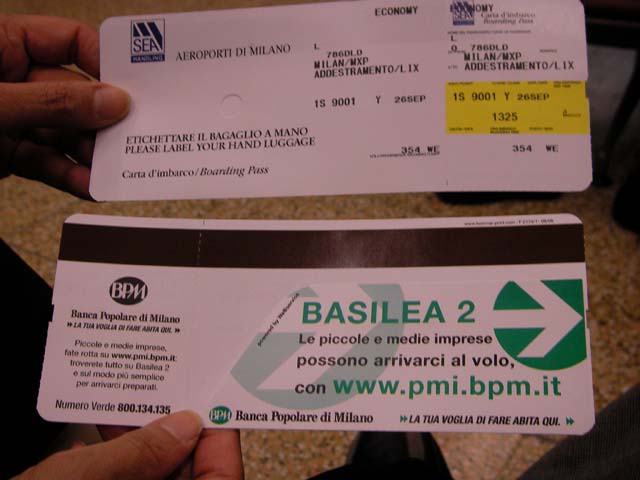 SEA
HANDLING
AEROPORTI DI MILANO
ECONOMY
L
786DLD
MILAN/MXP
ADDESTRAMENTO/LIX
1S 9001 Y 26SEP
ETICHETTARE IL BAGAGLIO A MANO
PLEASE LABEL YOUR HAND LUGGAGE
354 WE
Carta d'imbarco/Boarding Pass
ECONOMY
Carta d'imbarco
Boarding Pass
L
786DLD
MILAN/MXP
ADDESTRAMENTO/LIX
1S 9001 Y 26SEP
1325
354 WE
BPM
Banca Popolare di Milano
LA TUA VOGLIA DI FARE ABITA QUI.
Piccole e medie imprese,
fate rotta su www.pmi.bpm.it:
troverete tutto su Basilea 2
e sul modo più semplice
per arrivarci preparati.
Numero Verde 800.134.135
BASILEA 2
Le piccole e medie imprese
possono arrivarci al volo,
con www.pmi.bpm.it
BPM Banca Popolare di Milano
LA TUA VOGLIA DI FARE ABITA QUI.